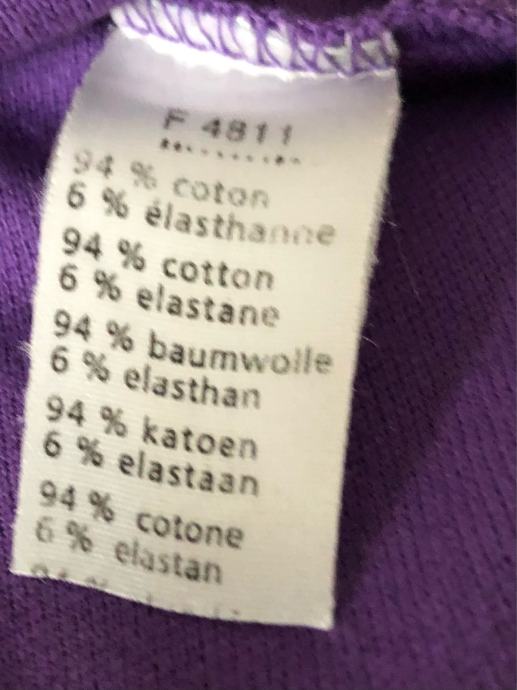 F 4811
94 % coton
6 % élasthanne
94 % cotton
6 % elastane
94 % baumwolle
6 % elasthan
94 % katoen
6 % elastaan
94 % cotone
6 % elastan